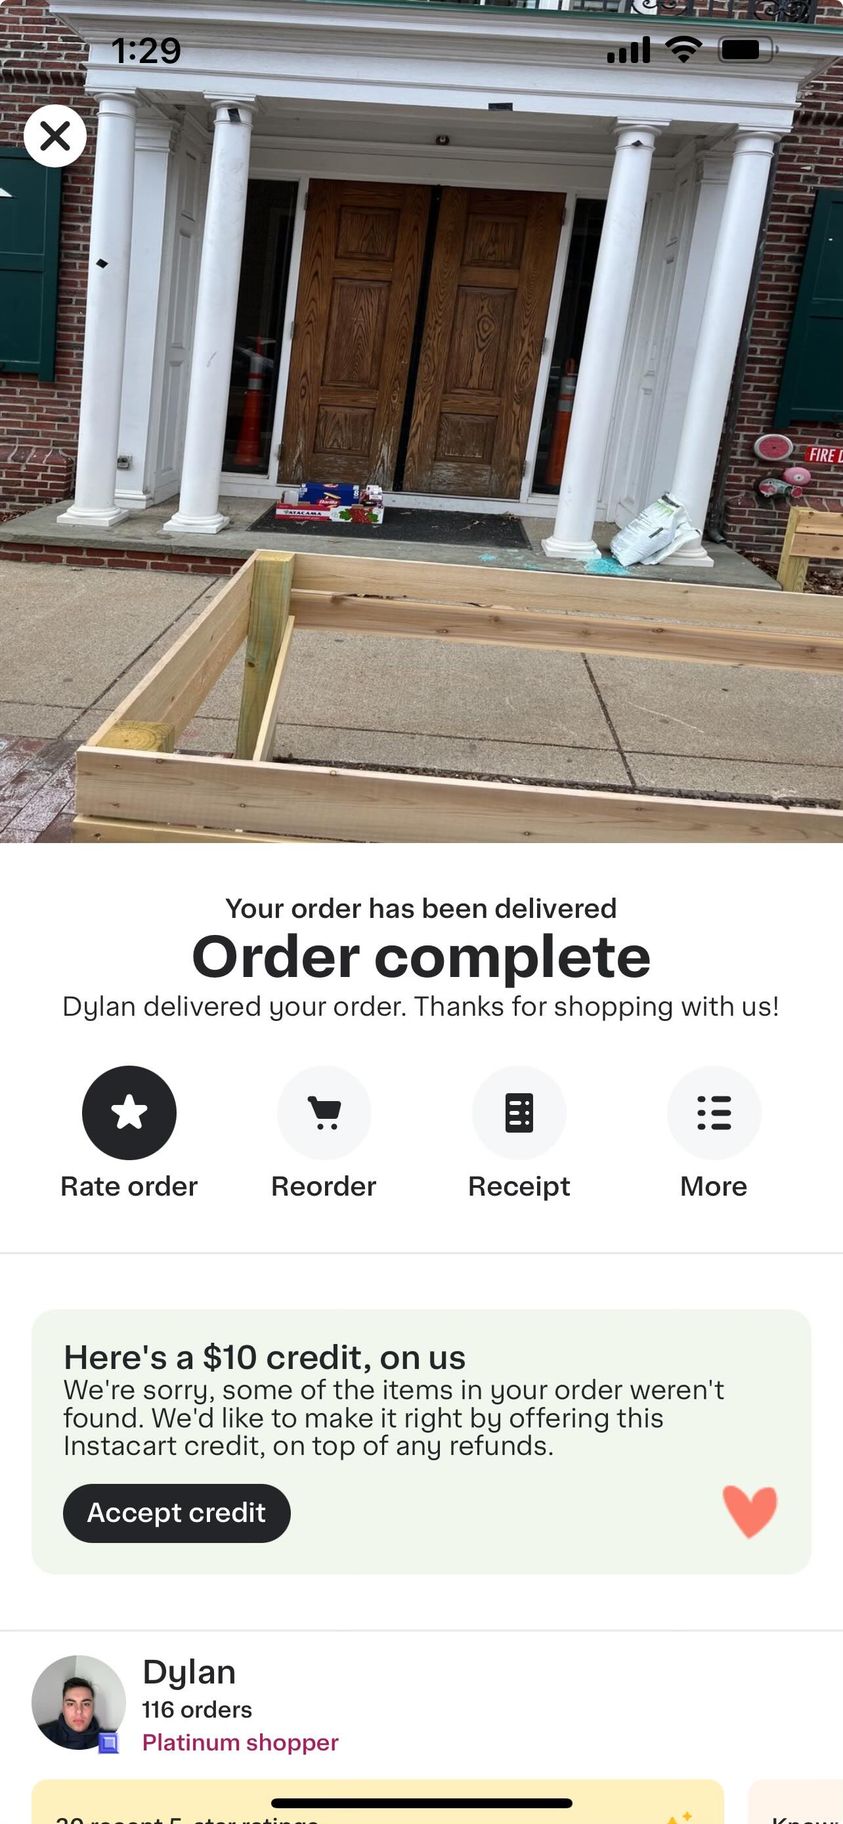 1:29
FIRE D
Barilla
ATACAMA
Your order has been delivered
Order complete
Dylan delivered your order. Thanks for shopping with us!
Rate order
Reorder
Receipt
More
Here's a $10 credit, on us
We're sorry, some of the items in your order weren't
found. We'd like to make it right by offering this
Instacart credit, on top of any refunds.
Accept credit
Dylan
116 orders
Platinum shopper